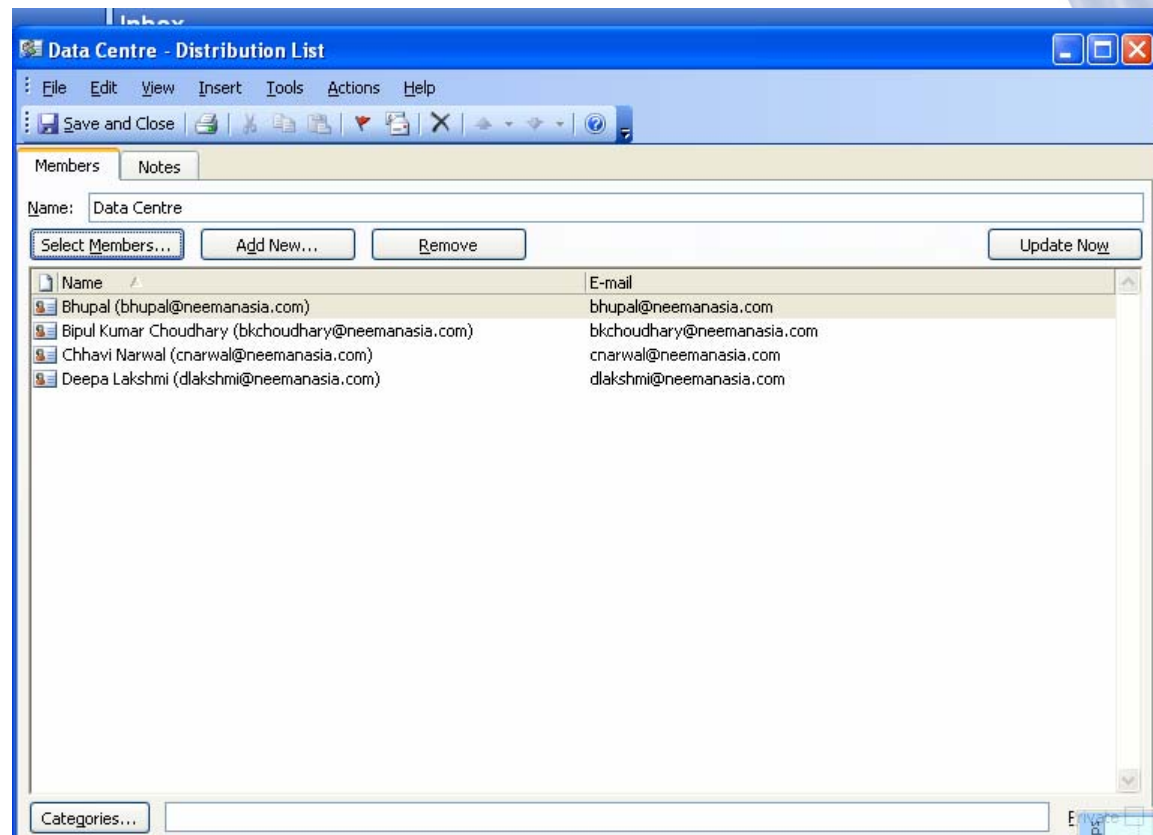 Inbox
Data Centre - Distribution List
File Edit View Insert Tools Actions Help
Save and Close
Members Notes
Name: Data Centre
Select Members... Add New... Remove Update Now
Name E-mail
Bhupal (bhupal@neemanasia.com) bhupal@neemanasia.com
Bipul Kumar Choudhary (bkchoudhary@neemanasia.com) bkchoudhary@neemanasia.com
Chhavi Narwal (cnarwal@neemanasia.com) cnarwal@neemanasia.com
Deepa Lakshmi (dlakshmi@neemanasia.com) dlakshmi@neemanasia.com
Categories... Private